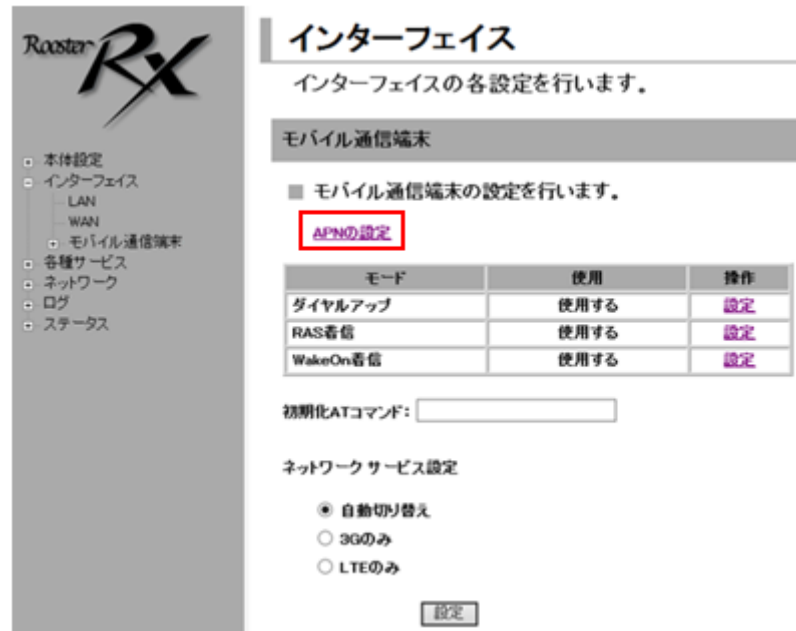 Rooster RX
本体設定
インターフェイス
LAN
WAN
モバイル通信端末
各種サービス
ネットワーク
ログ
ステータス
インターフェイス
インターフェイスの各設定を行います。
モバイル通信端末
モバイル通信端末の設定を行います。
APNの設定
モード 使用 操作
ダイヤルアップ 使用する 設定
RAS着信 使用する 設定
WakeOn着信 使用する 設定
初期化ATコマンド：
ネットワーク サービス設定
自動切り替え
3Gのみ
LTEのみ
設定